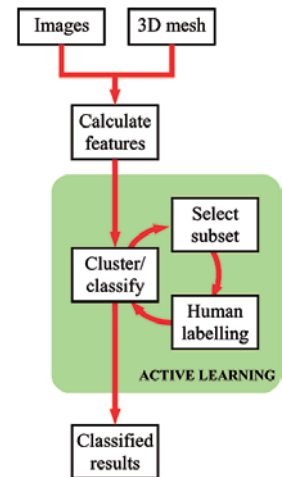 Images
3D mesh
Calculate
features
Select
subset
Cluster/
classify
Human
labelling
ACTIVE LEARNING
Classified
results